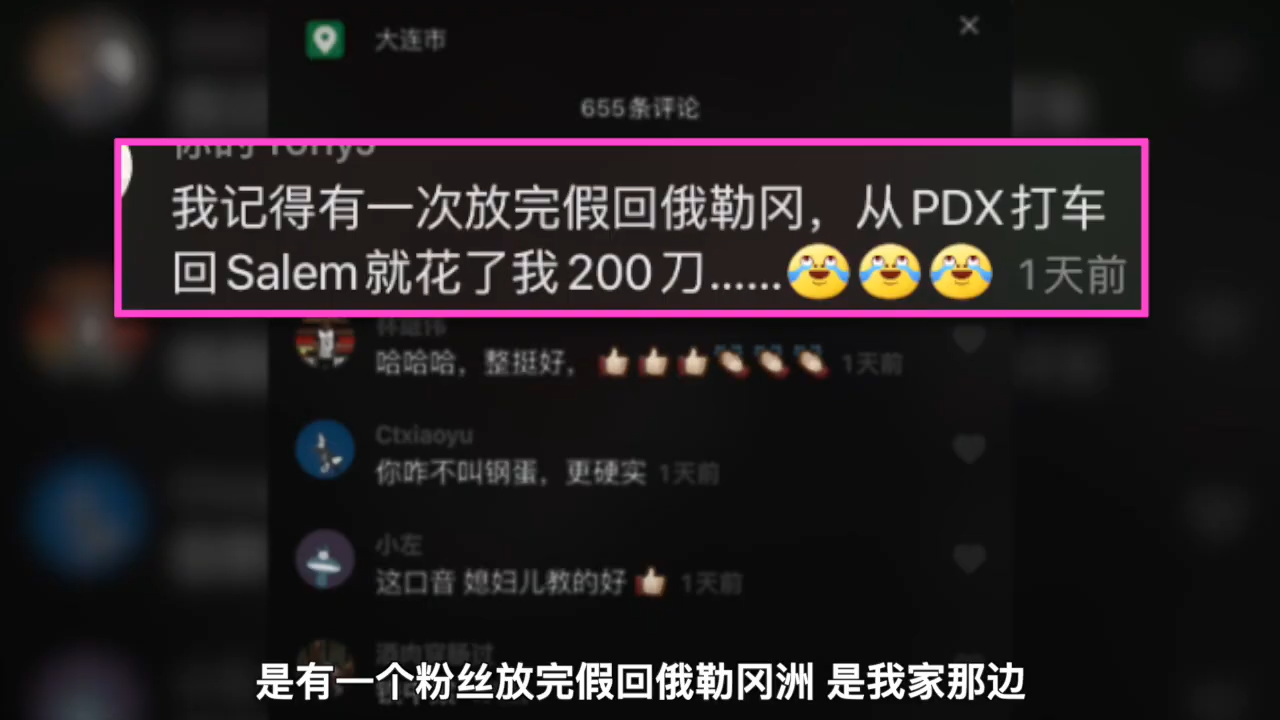 大连市
655条评论
我记得有一次放完假回俄勒冈，从PDX打车
回Salem就花了我200刀......😂😂😂 1天前
哈哈哈，整挺好，👍👍👍👏👏👏 1天前
Ctxiaoyu
你咋不叫钢蛋，更硬实 1天前
小左
这口音 媳妇儿教的好👍 1天前
是有一个粉丝放完假回俄勒冈洲 是我家那边